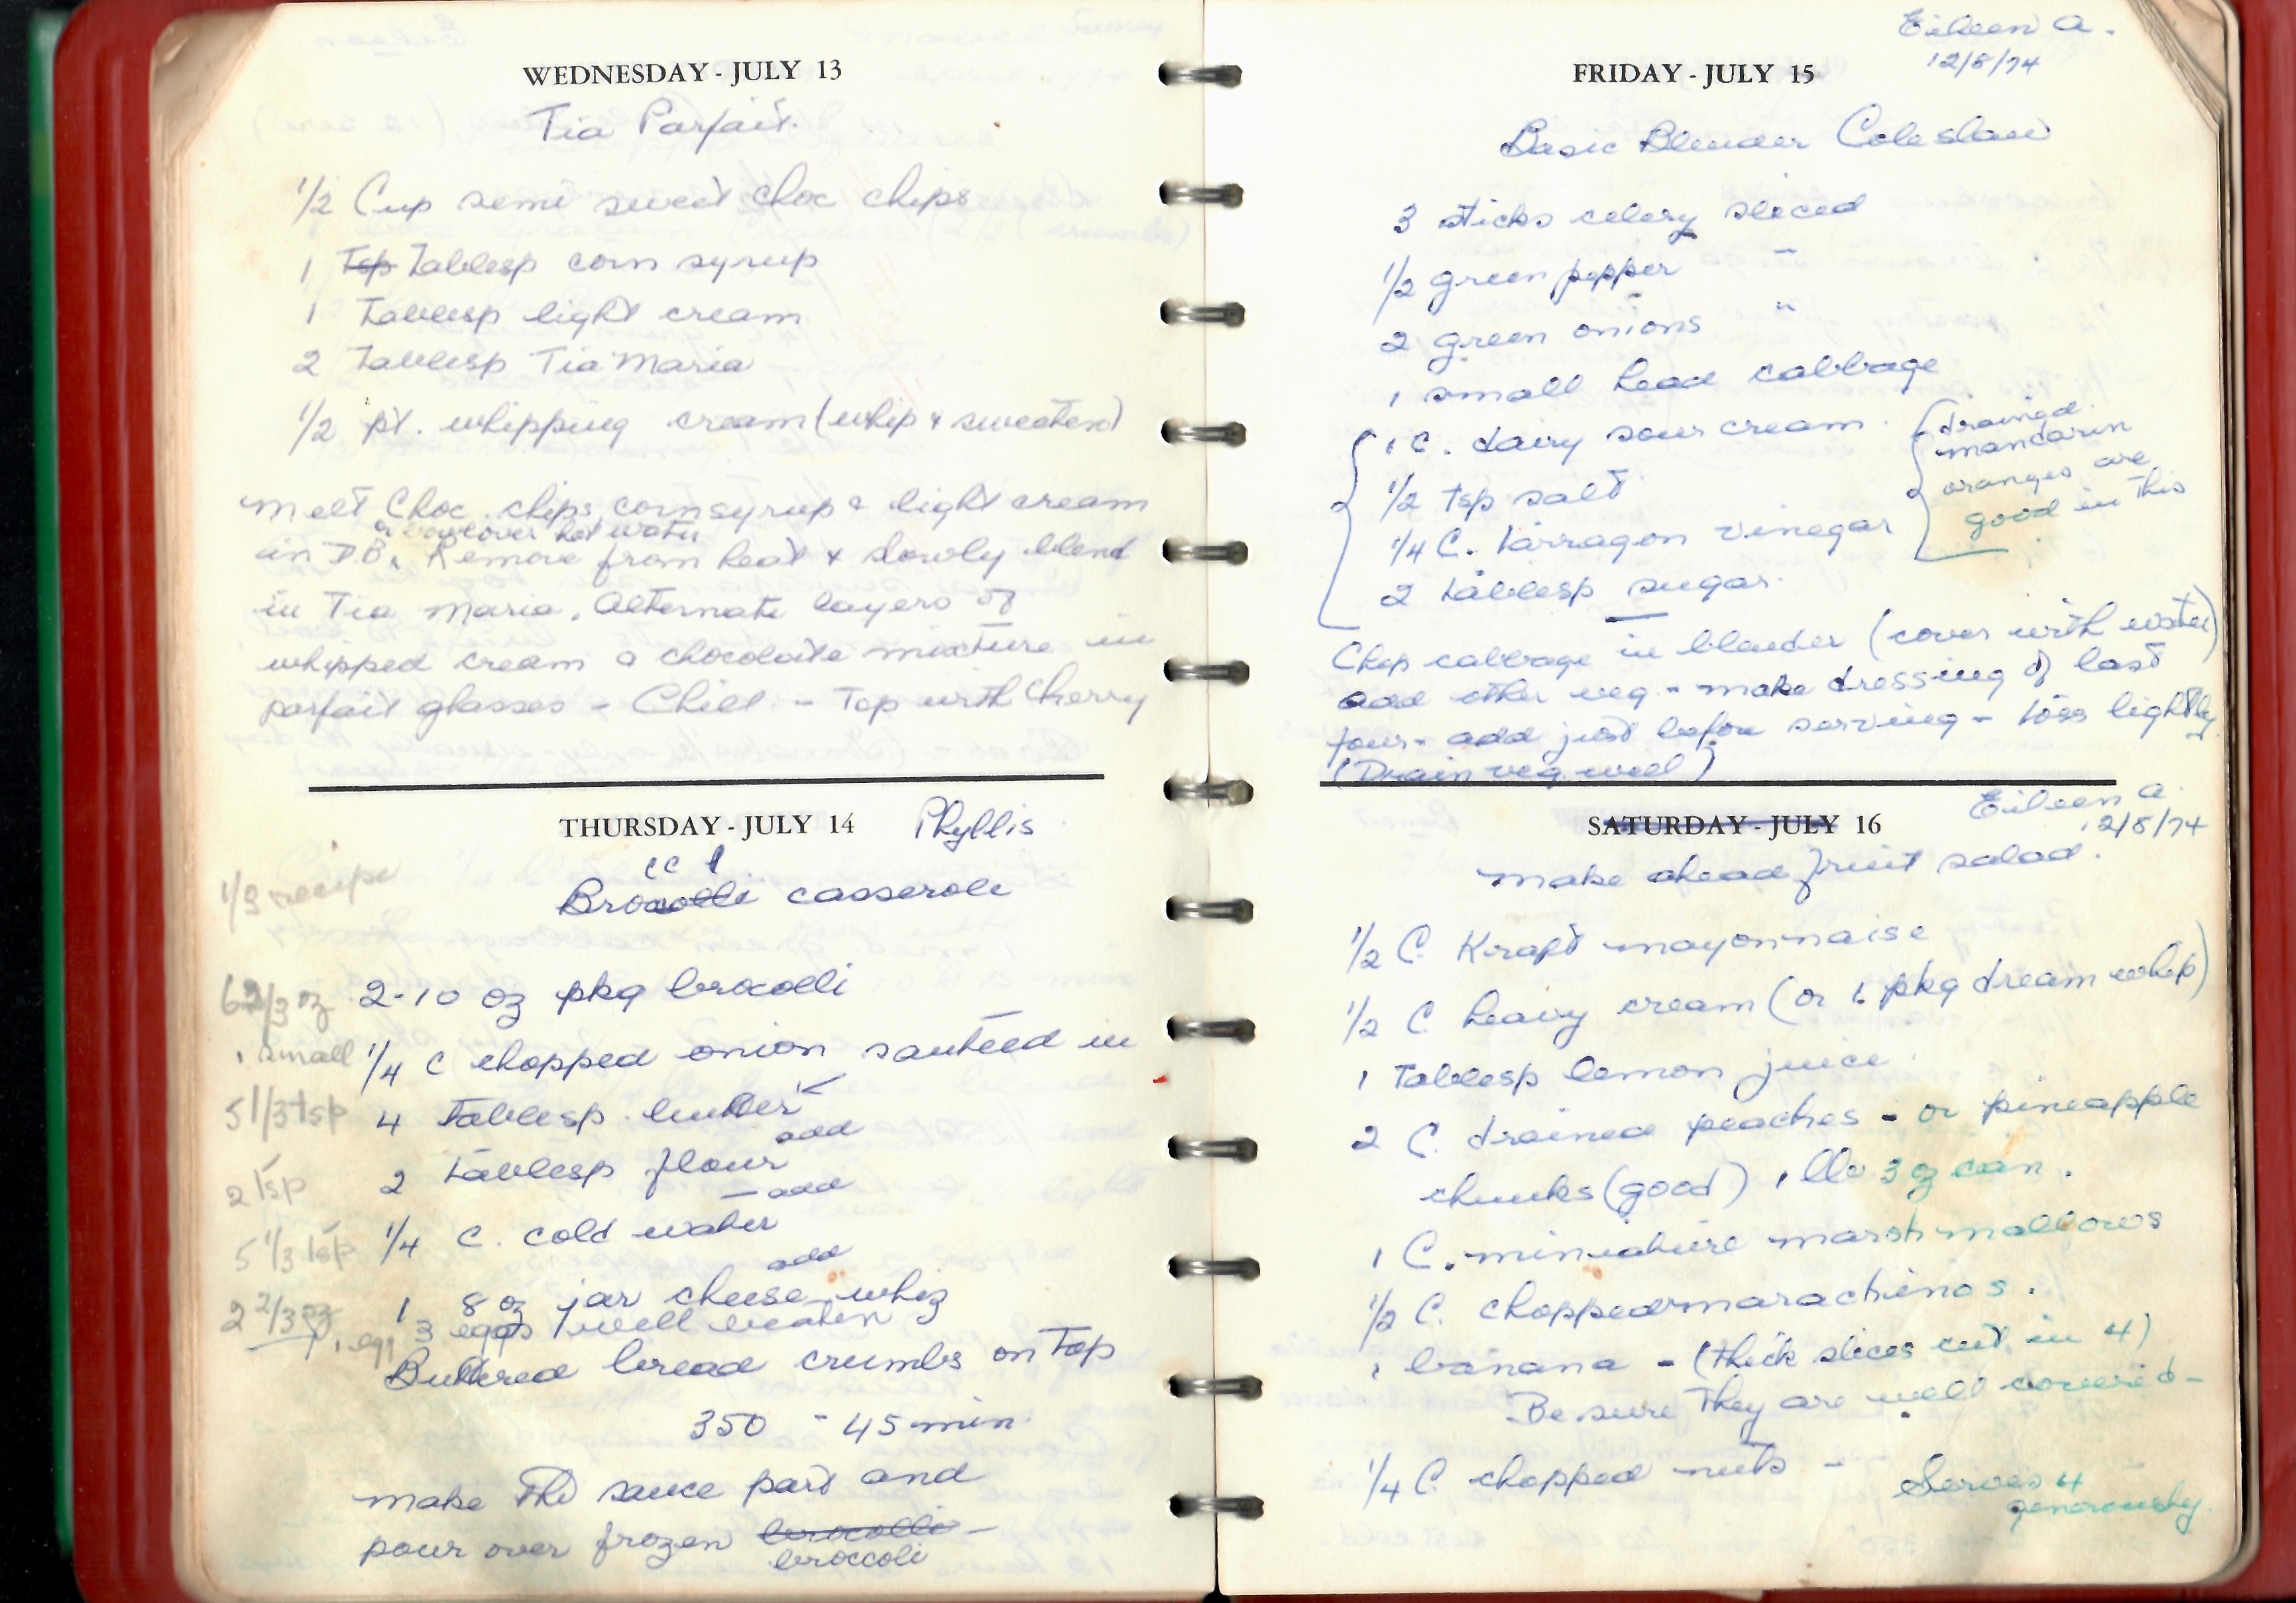 WEDNESDAY - JULY 13
Tia Parfait.
1/2 Cup semi sweet choc chips
1 Tsp Tablesp corn syrup
1 Tablesp light cream
2 Tablesp Tia Maria
1/2 pt. whipping cream (whip & sweeten)
Melt Choc. chips, corn syrup & light cream
or bowl over hot water
in DB. Remove from heat & slowly blend
in Tia Maria. Alternate layers of
whipped cream & chocolate mixture in
parfait glasses - Chill - Top with Cherry
THURSDAY - JULY 14 Phyllis
1/3 recipe
cc l
Brocolli casserole
6 2/3 oz 2-10 oz pkg brocolli
1 small 1/4 C chopped onion sauteed in
5 1/3 tsp 4 Tablesp butter
add
2 tsp 2 Tablesp flour
- add
5 1/3 tsp 1/4 C. cold water
add
2 2/3 oz 1 8 oz jar cheese whiz
1 egg 3 eggs well beaten
Buttered bread crumbs on Top
350 - 45 min.
make the sauce part and
pour over frozen brocolli -
broccoli
Eileen A.
12/8/74
FRIDAY - JULY 15
Basic Blender Coleslaw
3 sticks celery sliced
1/2 green pepper "
2 green onions "
1 small head cabbage
1 C. dairy sour cream
1/2 tsp salt
1/4 C. tarragon vinegar
2 tablesp sugar.
drained
mandarin
oranges are
good in this
Chop cabbage in blender (cover with water)
add other veg - make dressing of last
four - add just before serving - toss lightly
(Drain veg. well)
Eileen A.
12/8/74
SATURDAY - JULY 16
make ahead fruit salad.
1/2 C. Kraft mayonnaise
1/2 C heavy cream (or 1 pkg dream whip)
1 Tablesp lemon juice
2 C. drained peaches - or pineapple
chunks (good) 1 lb 3 oz can.
1 C. miniature marshmallows
1/2 C. chopped marachinos.
1 banana - (thick slices cut in 4)
Be sure they are well covered -
1/4 C. chopped nuts -
Serves 4
generously.